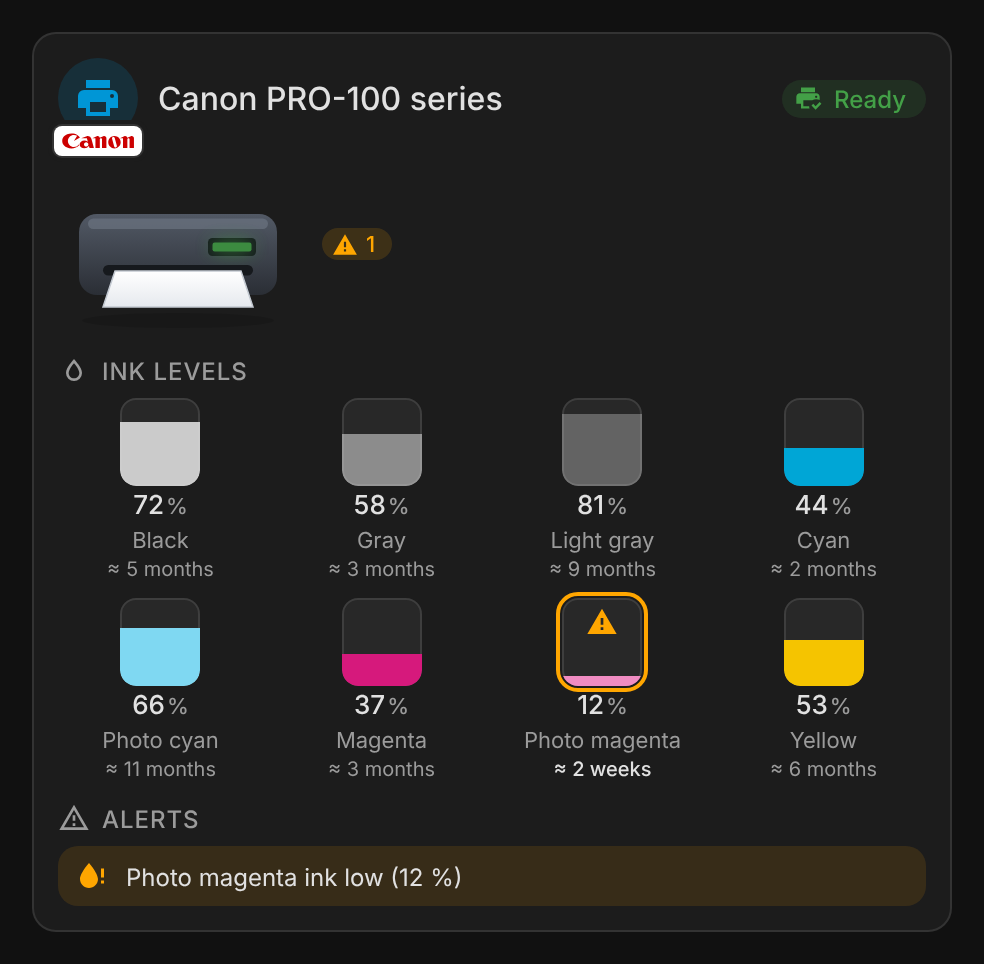 Canon PRO-100 series
Ready
Canon
1
INK LEVELS
72 %
58 %
81 %
44 %
Black
Gray
Light gray
Cyan
≈ 5 months
≈ 3 months
≈ 9 months
≈ 2 months
66 %
37 %
12 %
53 %
Photo cyan
Magenta
Photo magenta
Yellow
≈ 11 months
≈ 3 months
≈ 2 weeks
≈ 6 months
ALERTS
Photo magenta ink low (12 %)